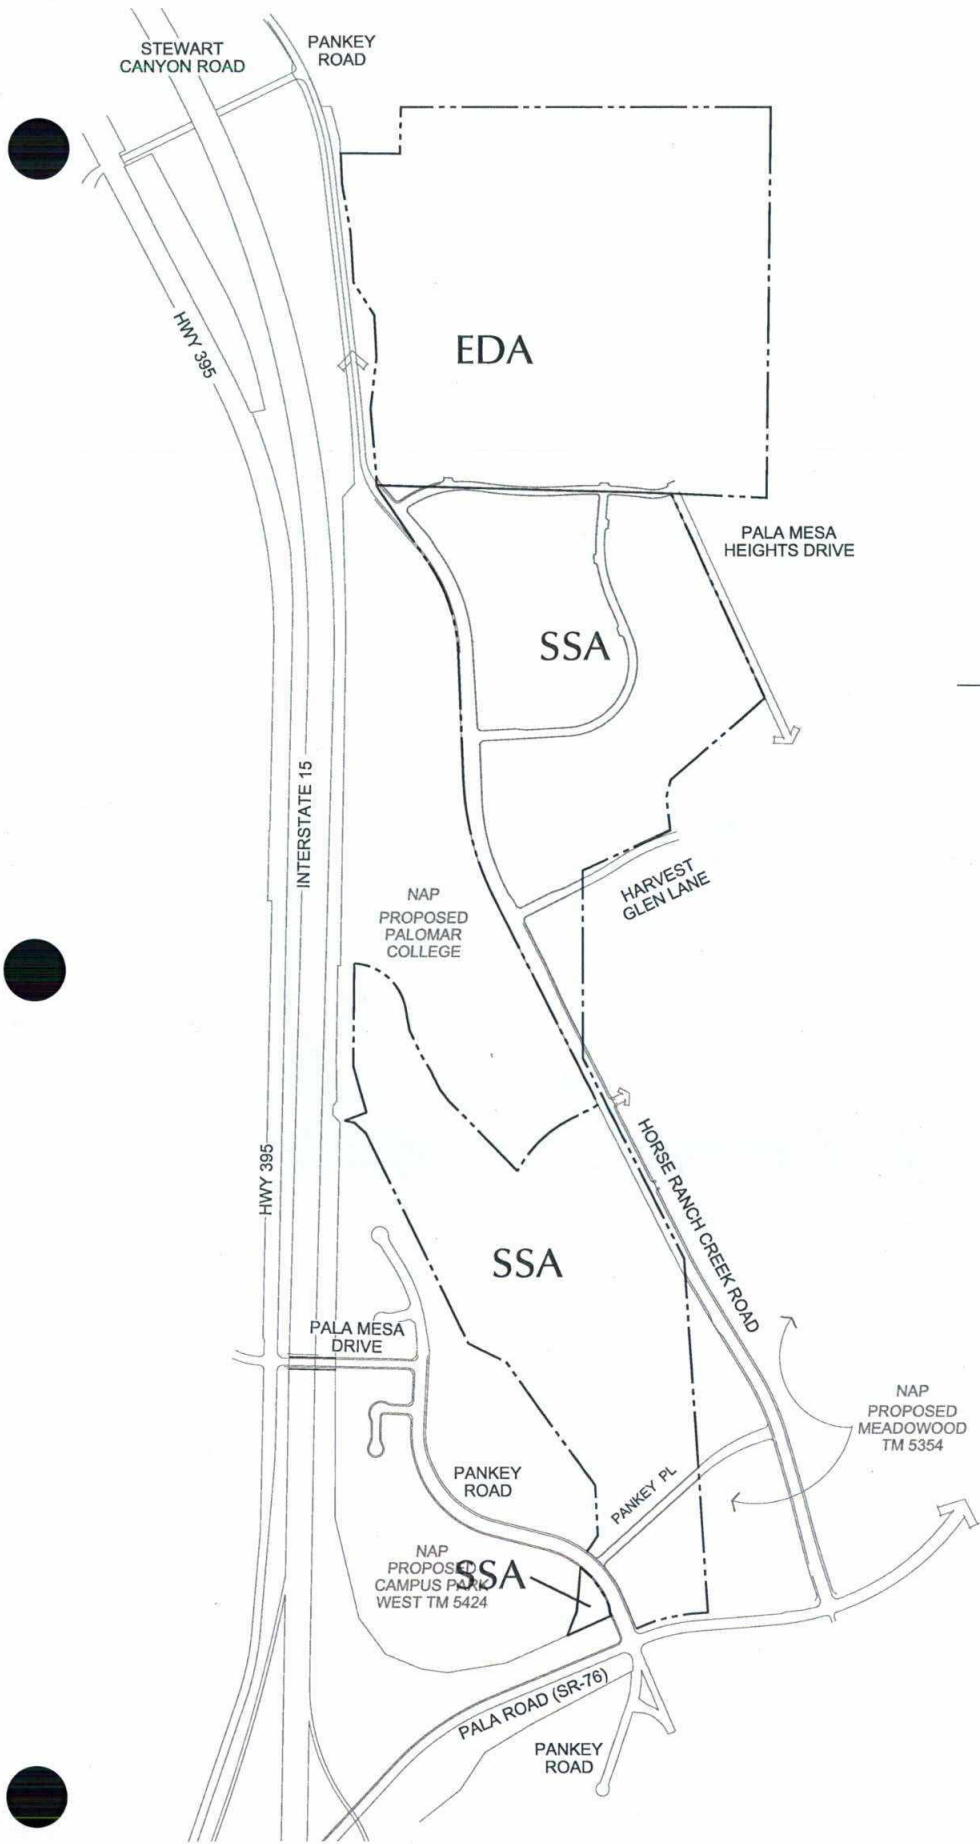 STEWART
CANYON ROAD
PANKEY
ROAD
HWY 395
EDA
PALA MESA
HEIGHTS DRIVE
SSA
INTERSTATE 15
HARVEST
GLEN LANE
NAP
PROPOSED
PALOMAR
COLLEGE
HORSE RANCH CREEK ROAD
HWY 395
SSA
PALA MESA
DRIVE
NAP
PROPOSED
MEADOWOOD
TM 5354
PANKEY
ROAD
PANKEY PL
NAP
PROPOSED
CAMPUS PARK
WEST TM 5424
SSA
PALA ROAD (SR-76)
PANKEY
ROAD